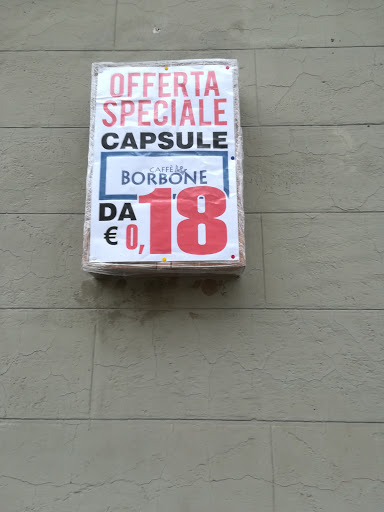 OFFERTA
SPECIALE
CAPSULE
CAFFÈ
BORBONE
DA
€ 0,18